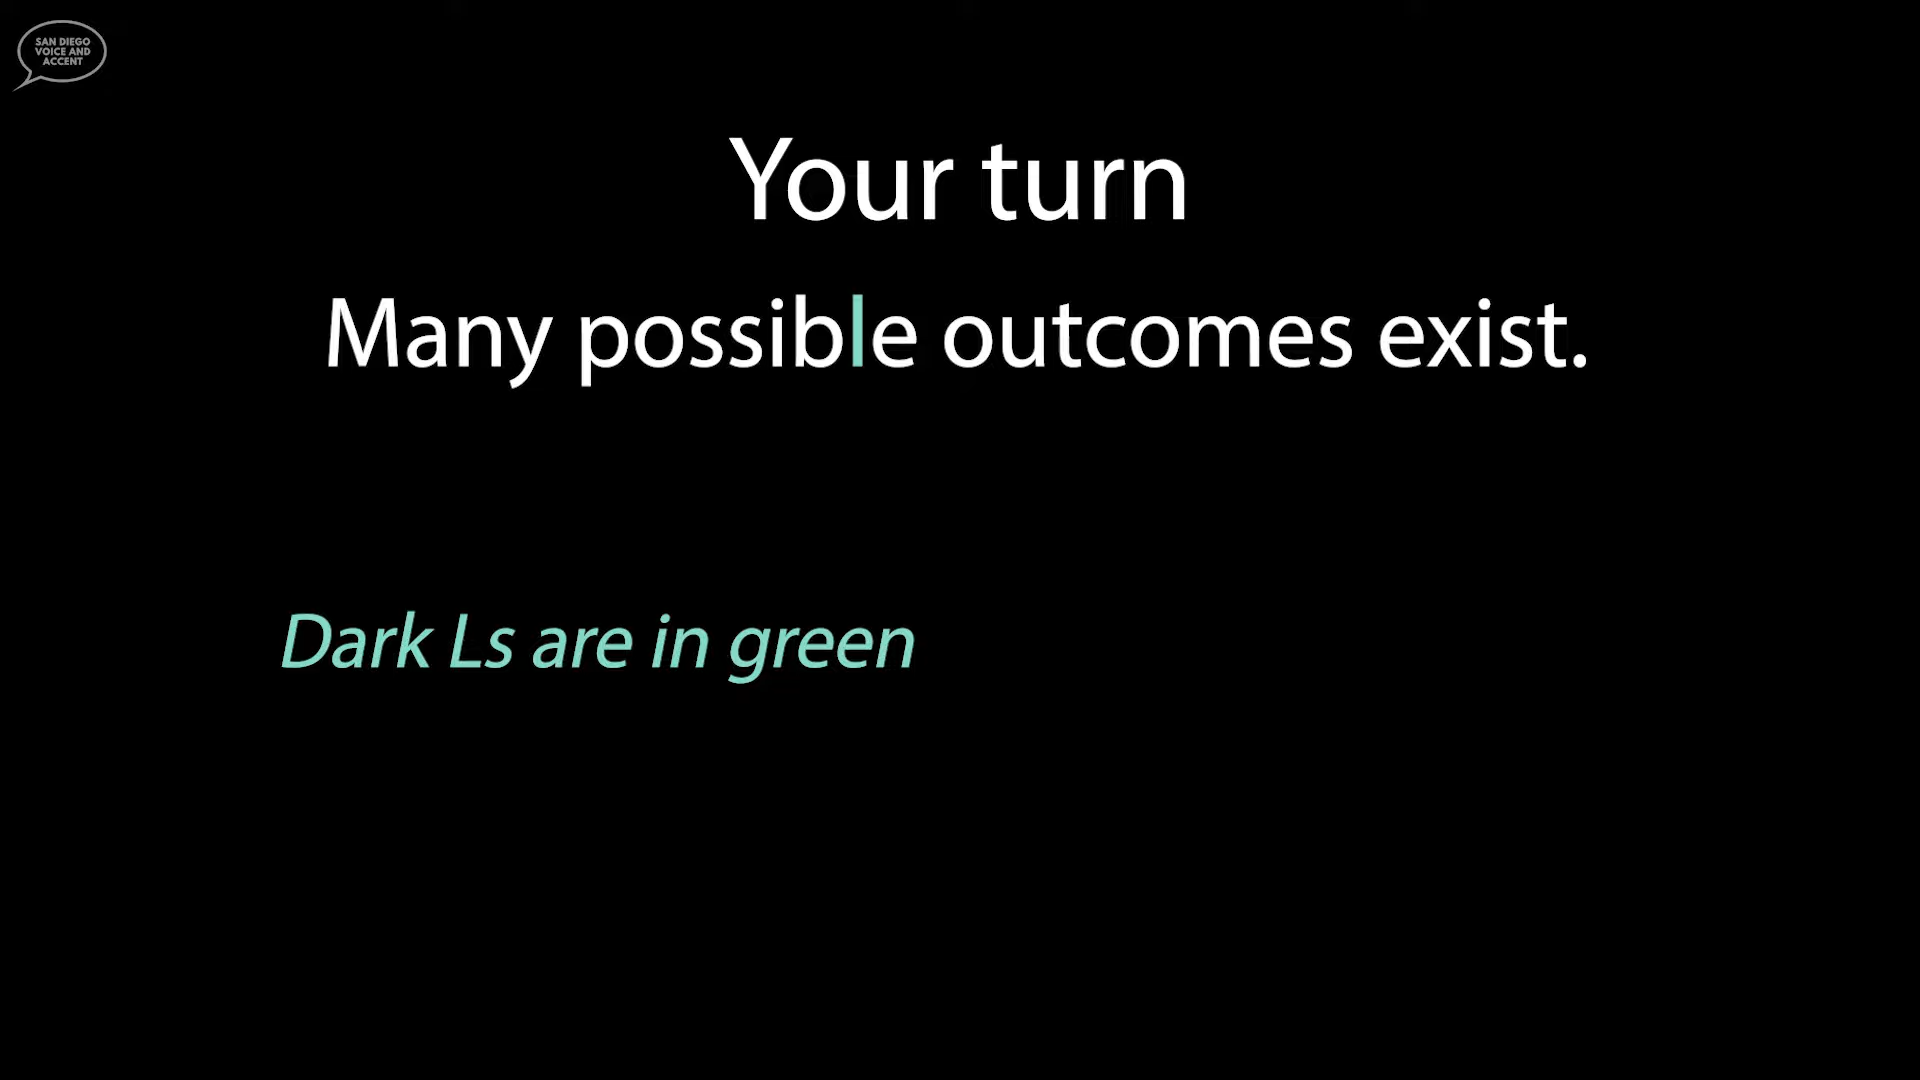 SAN DIEGO
VOICE AND
ACCENT
Your turn
Many possible outcomes exist.
Dark Ls are in green